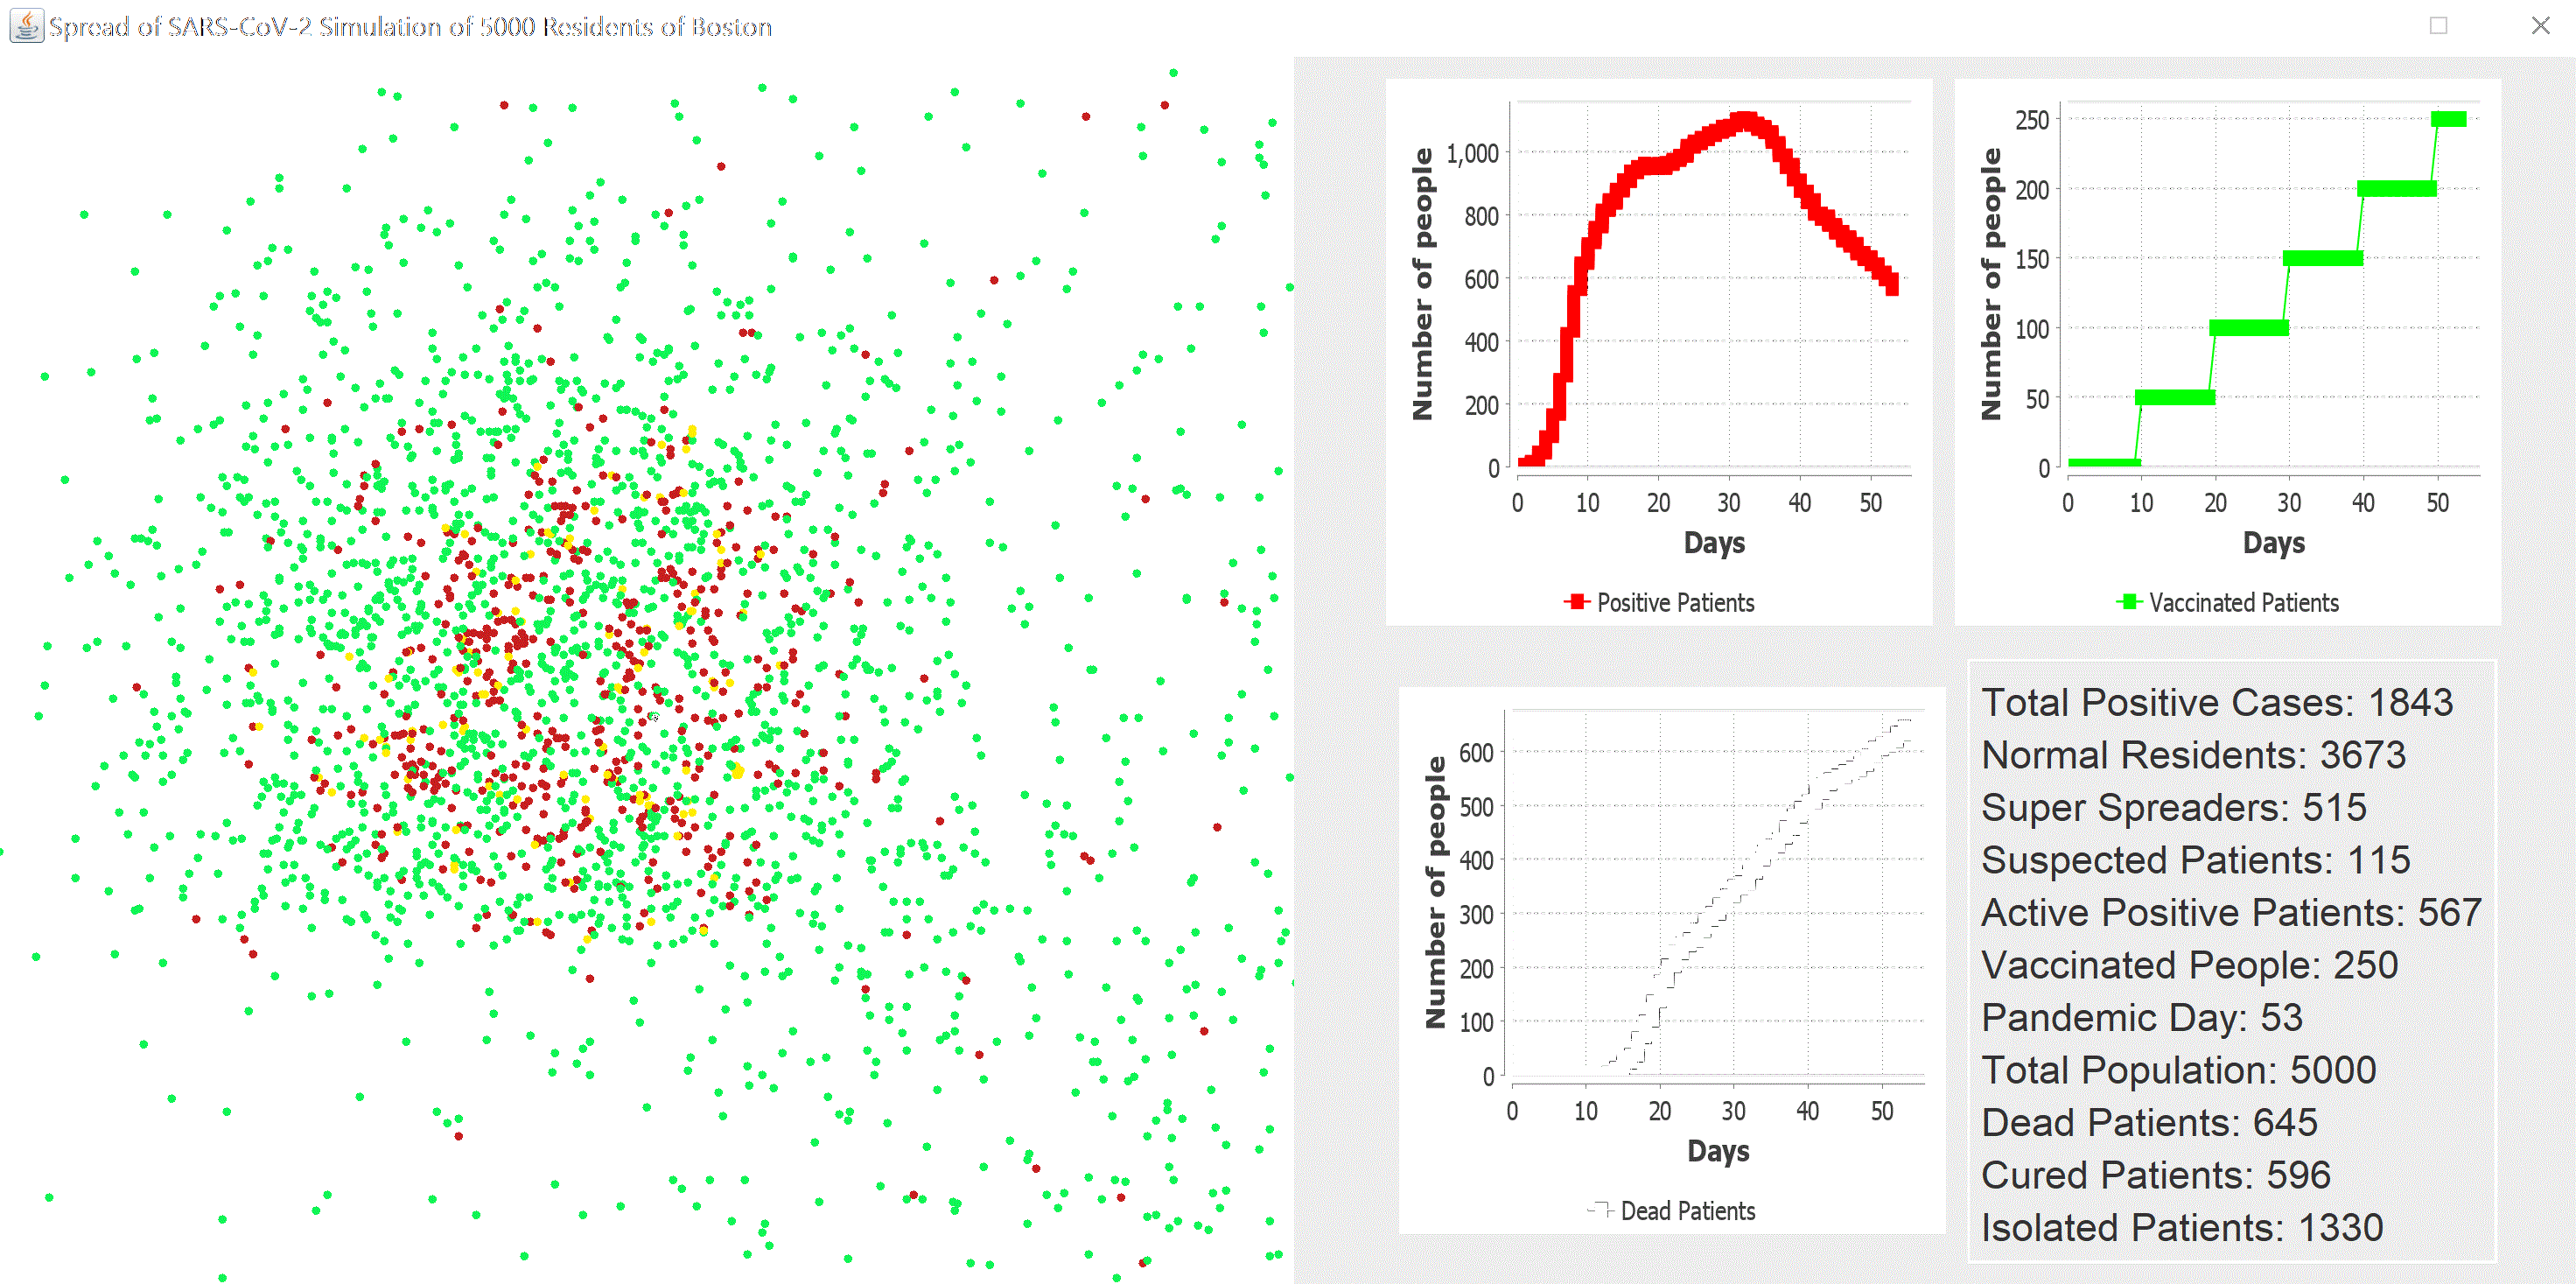 Spread of SARS-CoV-2 Simulation of 5000 Residents of Boston
Number of people
1,000
800
600
400
200
0
0 10 20 30 40 50
Days
Positive Patients
Number of people
250
200
150
100
50
0
0 10 20 30 40 50
Days
Vaccinated Patients
Number of people
600
500
400
300
200
100
0
0 10 20 30 40 50
Days
Dead Patients
Total Positive Cases: 1843
Normal Residents: 3673
Super Spreaders: 515
Suspected Patients: 115
Active Positive Patients: 567
Vaccinated People: 250
Pandemic Day: 53
Total Population: 5000
Dead Patients: 645
Cured Patients: 596
Isolated Patients: 1330